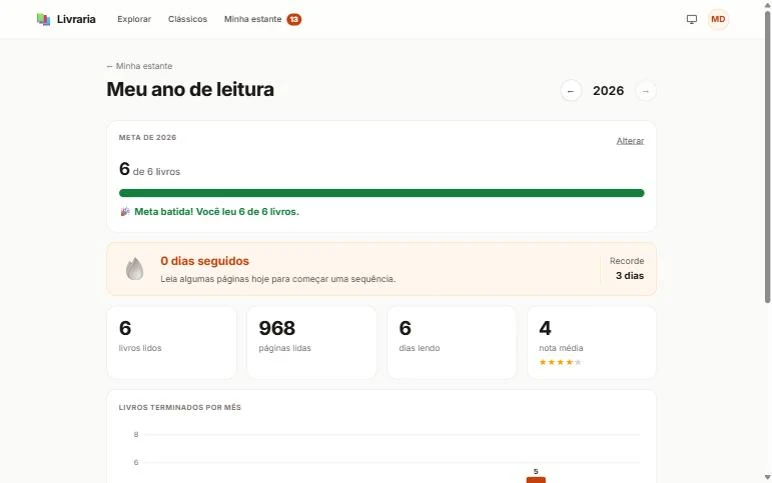 Livraria Explorar Clássicos Minha estante 13 MD
← Minha estante
Meu ano de leitura ← 2026 →
META DE 2026 Alterar
6 de 6 livros
Meta batida! Você leu 6 de 6 livros.
0 dias seguidos Recorde
Leia algumas páginas hoje para começar uma sequência. 3 dias
6 968 6 4
livros lidos páginas lidas dias lendo nota média
LIVROS TERMINADOS POR MÊS
8
6
5